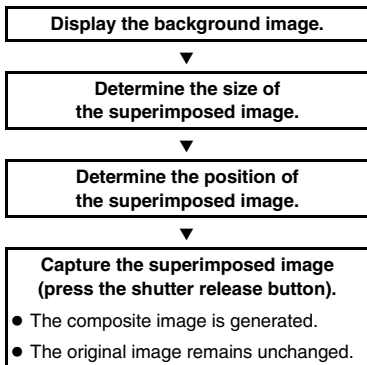 Display the background image.
▼
Determine the size of
the superimposed image.
▼
Determine the position of
the superimposed image.
▼
Capture the superimposed image
(press the shutter release button).
● The composite image is generated.
● The original image remains unchanged.